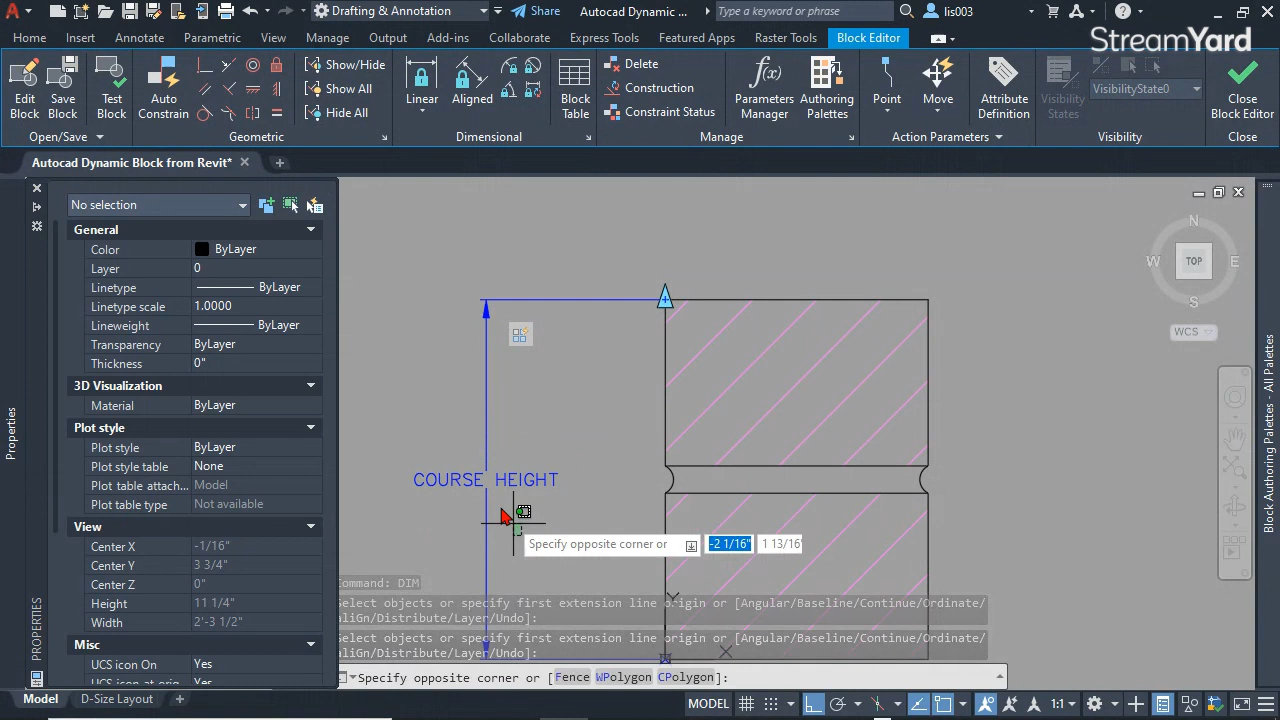 Drafting & Annotation
Share
Autocad Dynamic ...
Type a keyword or phrase
lis003
StreamYard
Home
Insert
Annotate
Parametric
View
Manage
Output
Add-ins
Collaborate
Express Tools
Featured Apps
Raster Tools
Block Editor
Edit
Block
Save
Block
Test
Block
Open/Save
Auto
Constrain
Show/Hide
Show All
Hide All
Geometric
Linear
Aligned
Dimensional
Block
Table
Delete
Construction
Constraint Status
Parameters
Manager
Authoring
Palettes
Manage
Point
Move
Action Parameters
Attribute
Definition
Visibility
States
VisibilityState0
Visibility
Close
Block Editor
Close
Autocad Dynamic Block from Revit*
No selection
General
Color ByLayer
Layer 0
Linetype ByLayer
Linetype scale 1.0000
Lineweight ByLayer
Transparency ByLayer
Thickness 0"
3D Visualization
Material ByLayer
Plot style
Plot style ByLayer
Plot style table None
Plot table attach... Model
Plot table type Not available
View
Center X -1/16"
Center Y 3 3/4"
Center Z 0"
Height 11 1/4"
Width 2'-3 1/2"
Misc
UCS icon On Yes
UCS icon at orig... Yes
Properties
PROPERTIES
N
W
TOP
E
S
WCS
Block Authoring Palettes - All Palettes
COURSE HEIGHT
Specify opposite corner or
-2 1/16"
1 13/16"
Command: DIM
Select objects or specify first extension line origin or [Angular/Baseline/Continue/Ordinate/
aliGn/Distribute/Layer/Undo]:
Select objects or specify first extension line origin or [Angular/Baseline/Continue/Ordinate/
aliGn/Distribute/Layer/Undo]:
Specify opposite corner or [Fence WPolygon CPolygon]:
Model
D-Size Layout
MODEL
1:1